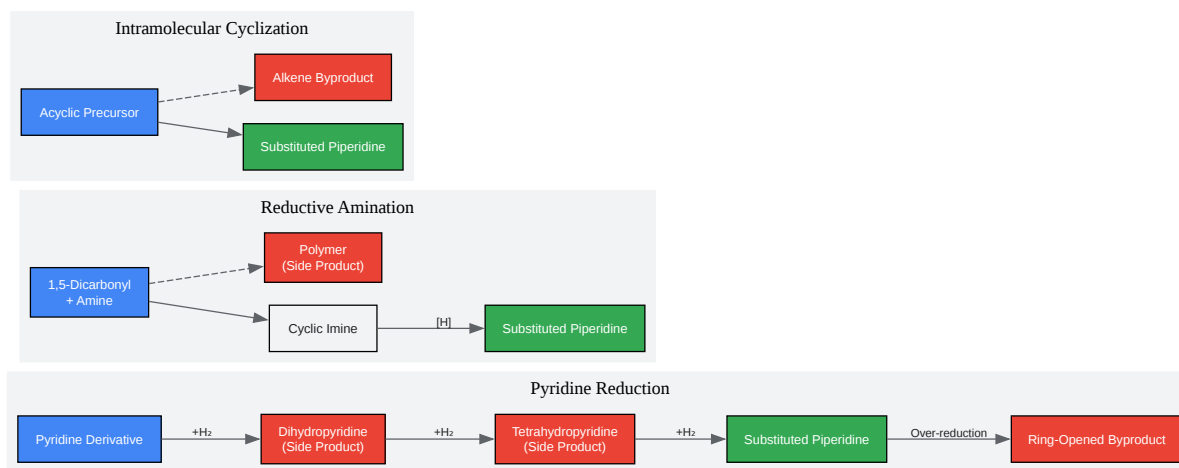 Intramolecular Cyclization
Alkene Byproduct
Acyclic Precursor
Substituted Piperidine
Reductive Amination
Polymer
(Side Product)
1,5-Dicarbonyl
+ Amine
Cyclic Imine
[H]
Substituted Piperidine
Pyridine Reduction
Pyridine Derivative
+H₂
Dihydropyridine
(Side Product)
+H₂
Tetrahydropyridine
(Side Product)
+H₂
Substituted Piperidine
Over-reduction
Ring-Opened Byproduct